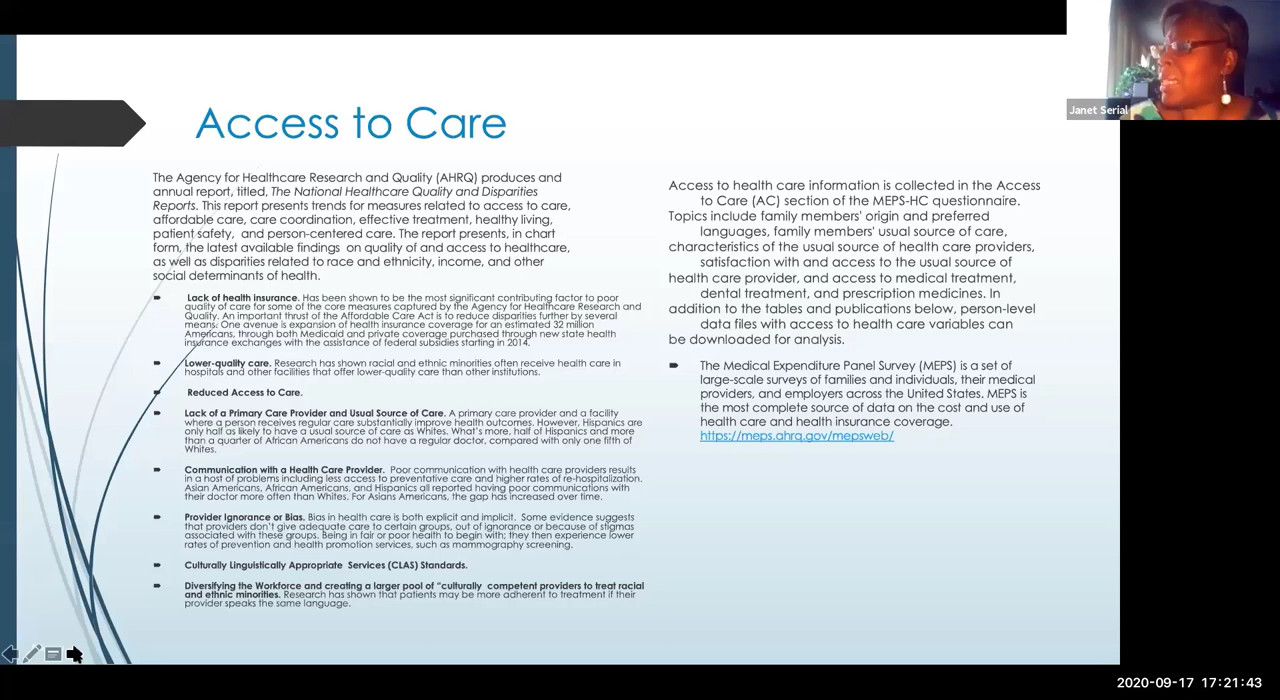 Access to Care
The Agency for Healthcare Research and Quality (AHRQ) produces and
annual report, titled, The National Healthcare Quality and Disparities
Reports. This report presents trends for measures related to access to care,
affordable care, care coordination, effective treatment, healthy living,
patient safety, and person-centered care. The report presents, in chart
form, the latest available findings on quality of and access to healthcare,
as well as disparities related to race and ethnicity, income, and other
social determinants of health.
Lack of health insurance. Has been shown to be the most significant contributing factor to poor
quality of care for some of the core measures captured by the Agency for Healthcare Research and
Quality. An important thrust of the Affordable Care Act is to reduce disparities further by several
means. One avenue is expansion of health insurance coverage for an estimated 32 million
Americans, through both Medicaid and private coverage purchased through new state health
insurance exchanges with the assistance of federal subsidies starting in 2014.
Lower-quality care. Research has shown racial and ethnic minorities often receive health care in
hospitals and other facilities that offer lower-quality care than other institutions.
Reduced Access to Care.
Lack of a Primary Care Provider and Usual Source of Care. A primary care provider and a facility
where a person receives regular care substantially improve health outcomes. However, Hispanics are
only half as likely to have a usual source of care as Whites. What's more, half of Hispanics and more
than a quarter of African Americans do not have a regular doctor, compared with only one fifth of
Whites.
Communication with a Health Care Provider. Poor communication with health care providers results
in a host of problems including less access to preventative care and higher rates of re-hospitalization.
Asian Americans, African Americans, and Hispanics all reported having poor communications with
their doctor more often than Whites. For Asians Americans, the gap has increased over time.
Provider Ignorance or Bias. Bias in health care is both explicit and implicit. Some evidence suggests
that providers don't give adequate care to certain groups, out of ignorance or because of stigmas
associated with these groups. Being in fair or poor health to begin with; they then experience lower
rates of prevention and health promotion services, such as mammography screening.
Culturally Linguistically Appropriate Services (CLAS) Standards.
Diversifying the Workforce and creating a larger pool of "culturally competent providers to treat racial
and ethnic minorities. Research has shown that patients may be more adherent to treatment if their
provider speaks the same language.
Access to health care information is collected in the Access
to Care (AC) section of the MEPS-HC questionnaire.
Topics include family members' origin and preferred
languages, family members' usual source of care,
characteristics of the usual source of health care providers,
satisfaction with and access to the usual source of
health care provider, and access to medical treatment,
dental treatment, and prescription medicines. In
addition to the tables and publications below, person-level
data files with access to health care variables can
be downloaded for analysis.
The Medical Expenditure Panel Survey (MEPS) is a set of
large-scale surveys of families and individuals, their medical
providers, and employers across the United States. MEPS is
the most complete source of data on the cost and use of
health care and health insurance coverage.
https://meps.ahrq.gov/mepsweb/
Janet Serial
2020-09-17 17:21:43